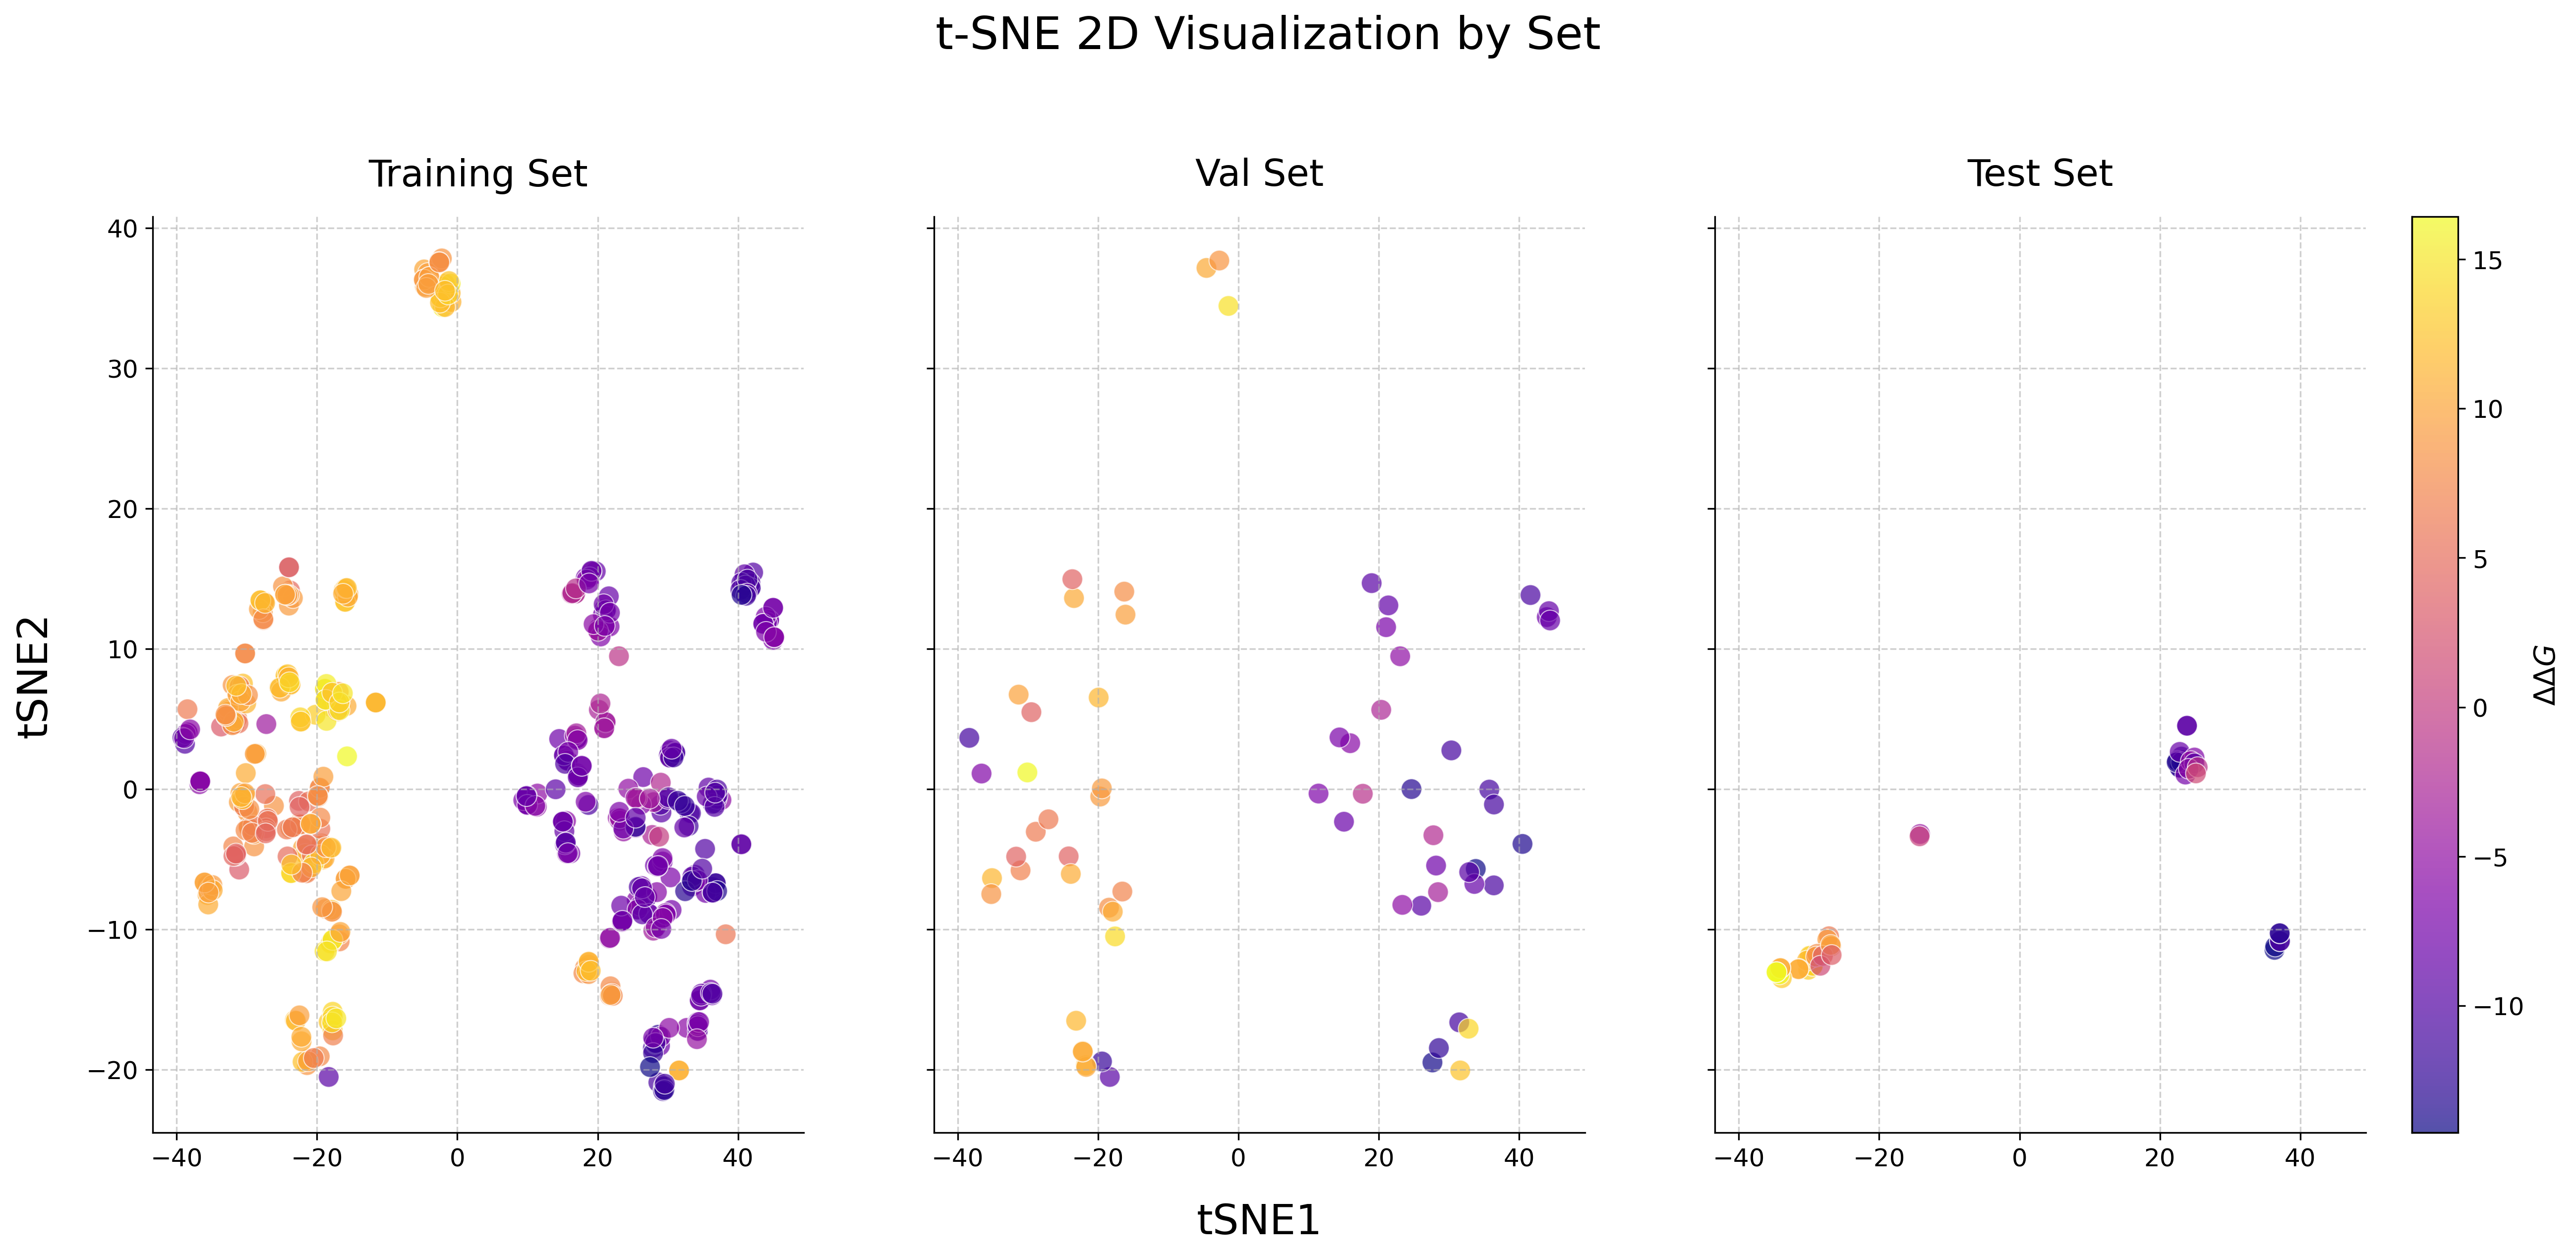 t-SNE 2D Visualization by Set
Training Set
Val Set
Test Set
40
30
20
10
0
−10
−20
tSNE2
−40 −20 0 20 40
−40 −20 0 20 40
−40 −20 0 20 40
tSNE1
15
10
5
0
−5
−10
ΔΔG